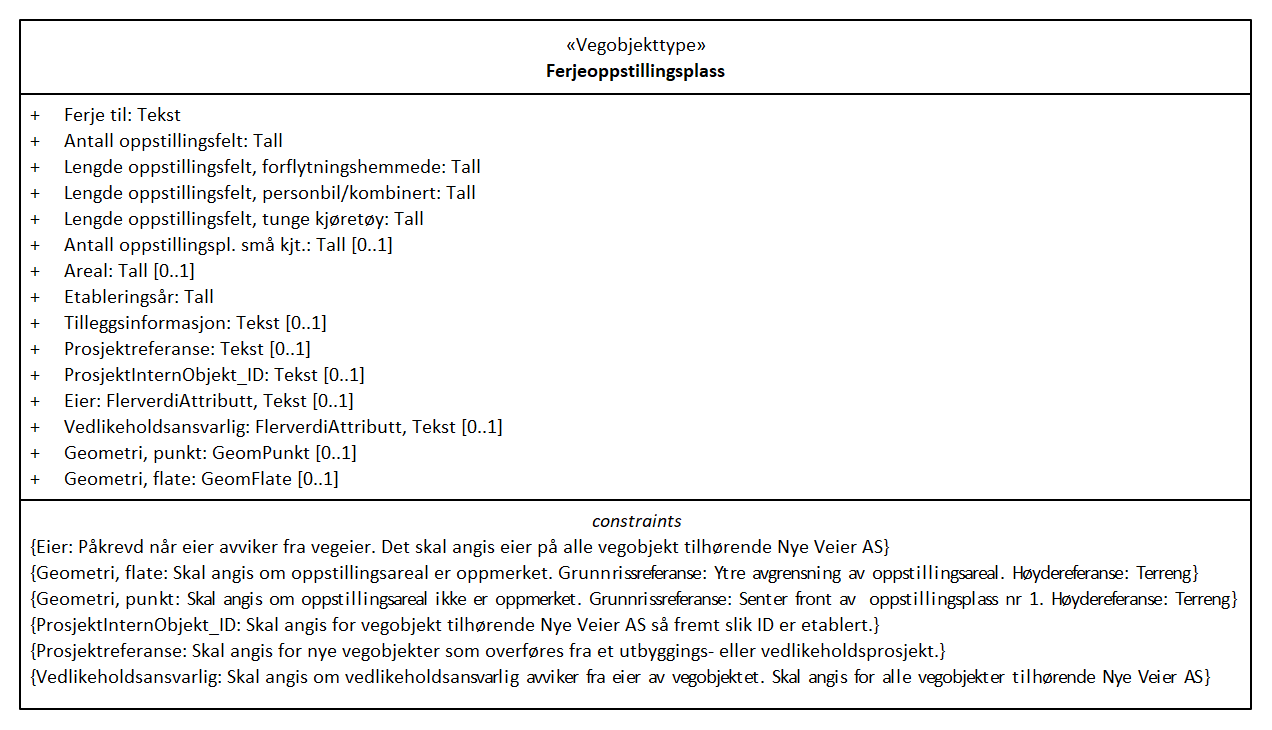 «Vegobjekttype»
Ferjeoppstillingsplass
+ Ferje til: Tekst
+ Antall oppstillingsfelt: Tall
+ Lengde oppstillingsfelt, forflytningshemmede: Tall
+ Lengde oppstillingsfelt, personbil/kombinert: Tall
+ Lengde oppstillingsfelt, tunge kjøretøy: Tall
+ Antall oppstillingspl. små kjt.: Tall [0..1]
+ Areal: Tall [0..1]
+ Etableringsår: Tall
+ Tilleggsinformasjon: Tekst [0..1]
+ Prosjektreferanse: Tekst [0..1]
+ ProsjektInternObjekt_ID: Tekst [0..1]
+ Eier: FlerverdiAttributt, Tekst [0..1]
+ Vedlikeholdsansvarlig: FlerverdiAttributt, Tekst [0..1]
+ Geometri, punkt: GeomPunkt [0..1]
+ Geometri, flate: GeomFlate [0..1]
constraints
{Eier: Påkrevd når eier avviker fra vegeier. Det skal angis eier på alle vegobjekt tilhørende Nye Veier AS}
{Geometri, flate: Skal angis om oppstillingsareal er oppmerket. Grunnrissreferanse: Ytre avgrensning av oppstillingsareal. Høydereferanse: Terreng}
{Geometri, punkt: Skal angis om oppstillingsareal ikke er oppmerket. Grunnrissreferanse: Senter front av oppstillingsplass nr 1. Høydereferanse: Terreng}
{ProsjektInternObjekt_ID: Skal angis for vegobjekt tilhørende Nye Veier AS så fremt slik ID er etablert.}
{Prosjektreferanse: Skal angis for nye vegobjekter som overføres fra et utbyggings- eller vedlikeholdsprosjekt.}
{Vedlikeholdsansvarlig: Skal angis om vedlikeholdsansvarlig avviker fra eier av vegobjektet. Skal angis for alle vegobjekter tilhørende Nye Veier AS}